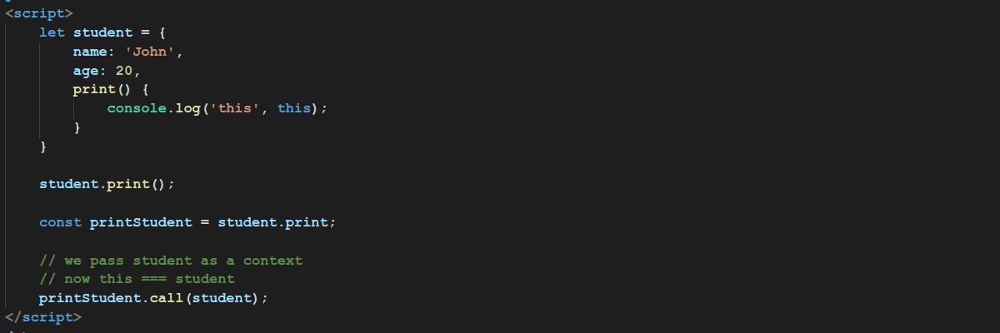 <script>
    let student = {
        name: 'John',
        age: 20,
        print() {
            console.log('this', this);
        }
    }

    student.print();

    const printStudent = student.print;

    // we pass student as a context
    // now this === student
    printStudent.call(student);
</script>